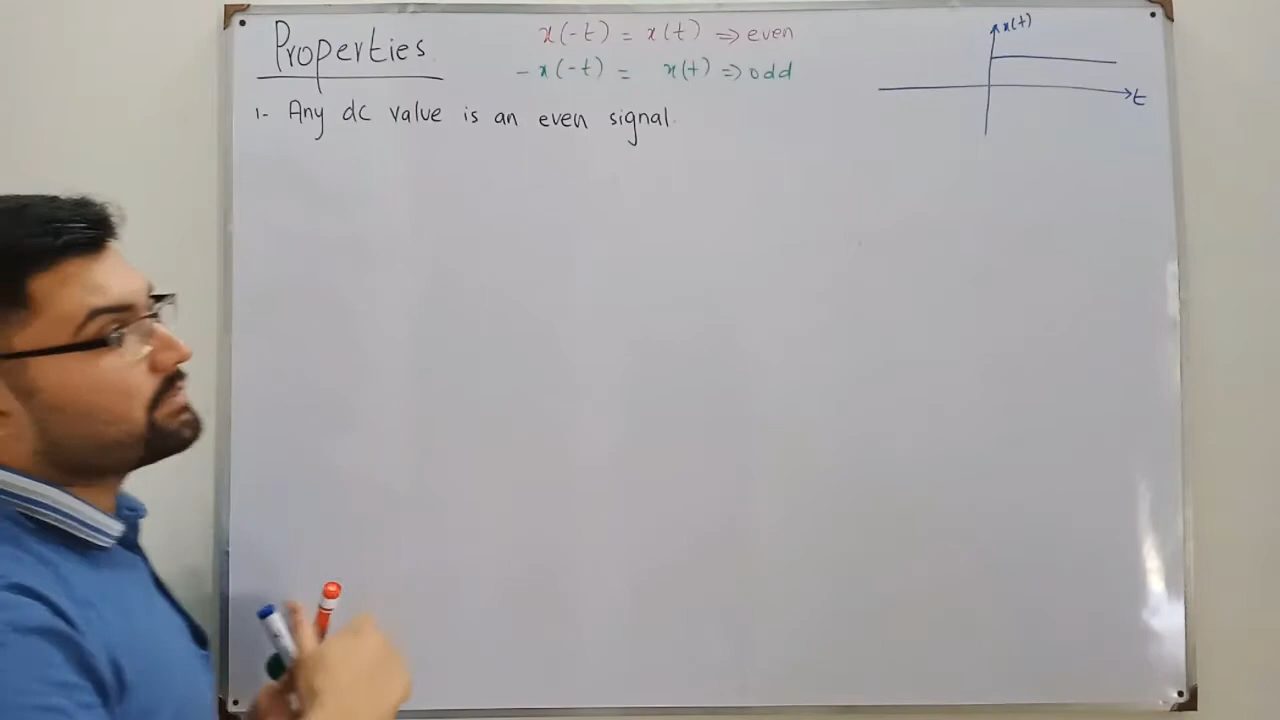 Properties
x(-t) = x(t) ⇒ even
-x(-t) = x(t) ⇒ odd
1- Any dc value is an even signal.
x(t)
t